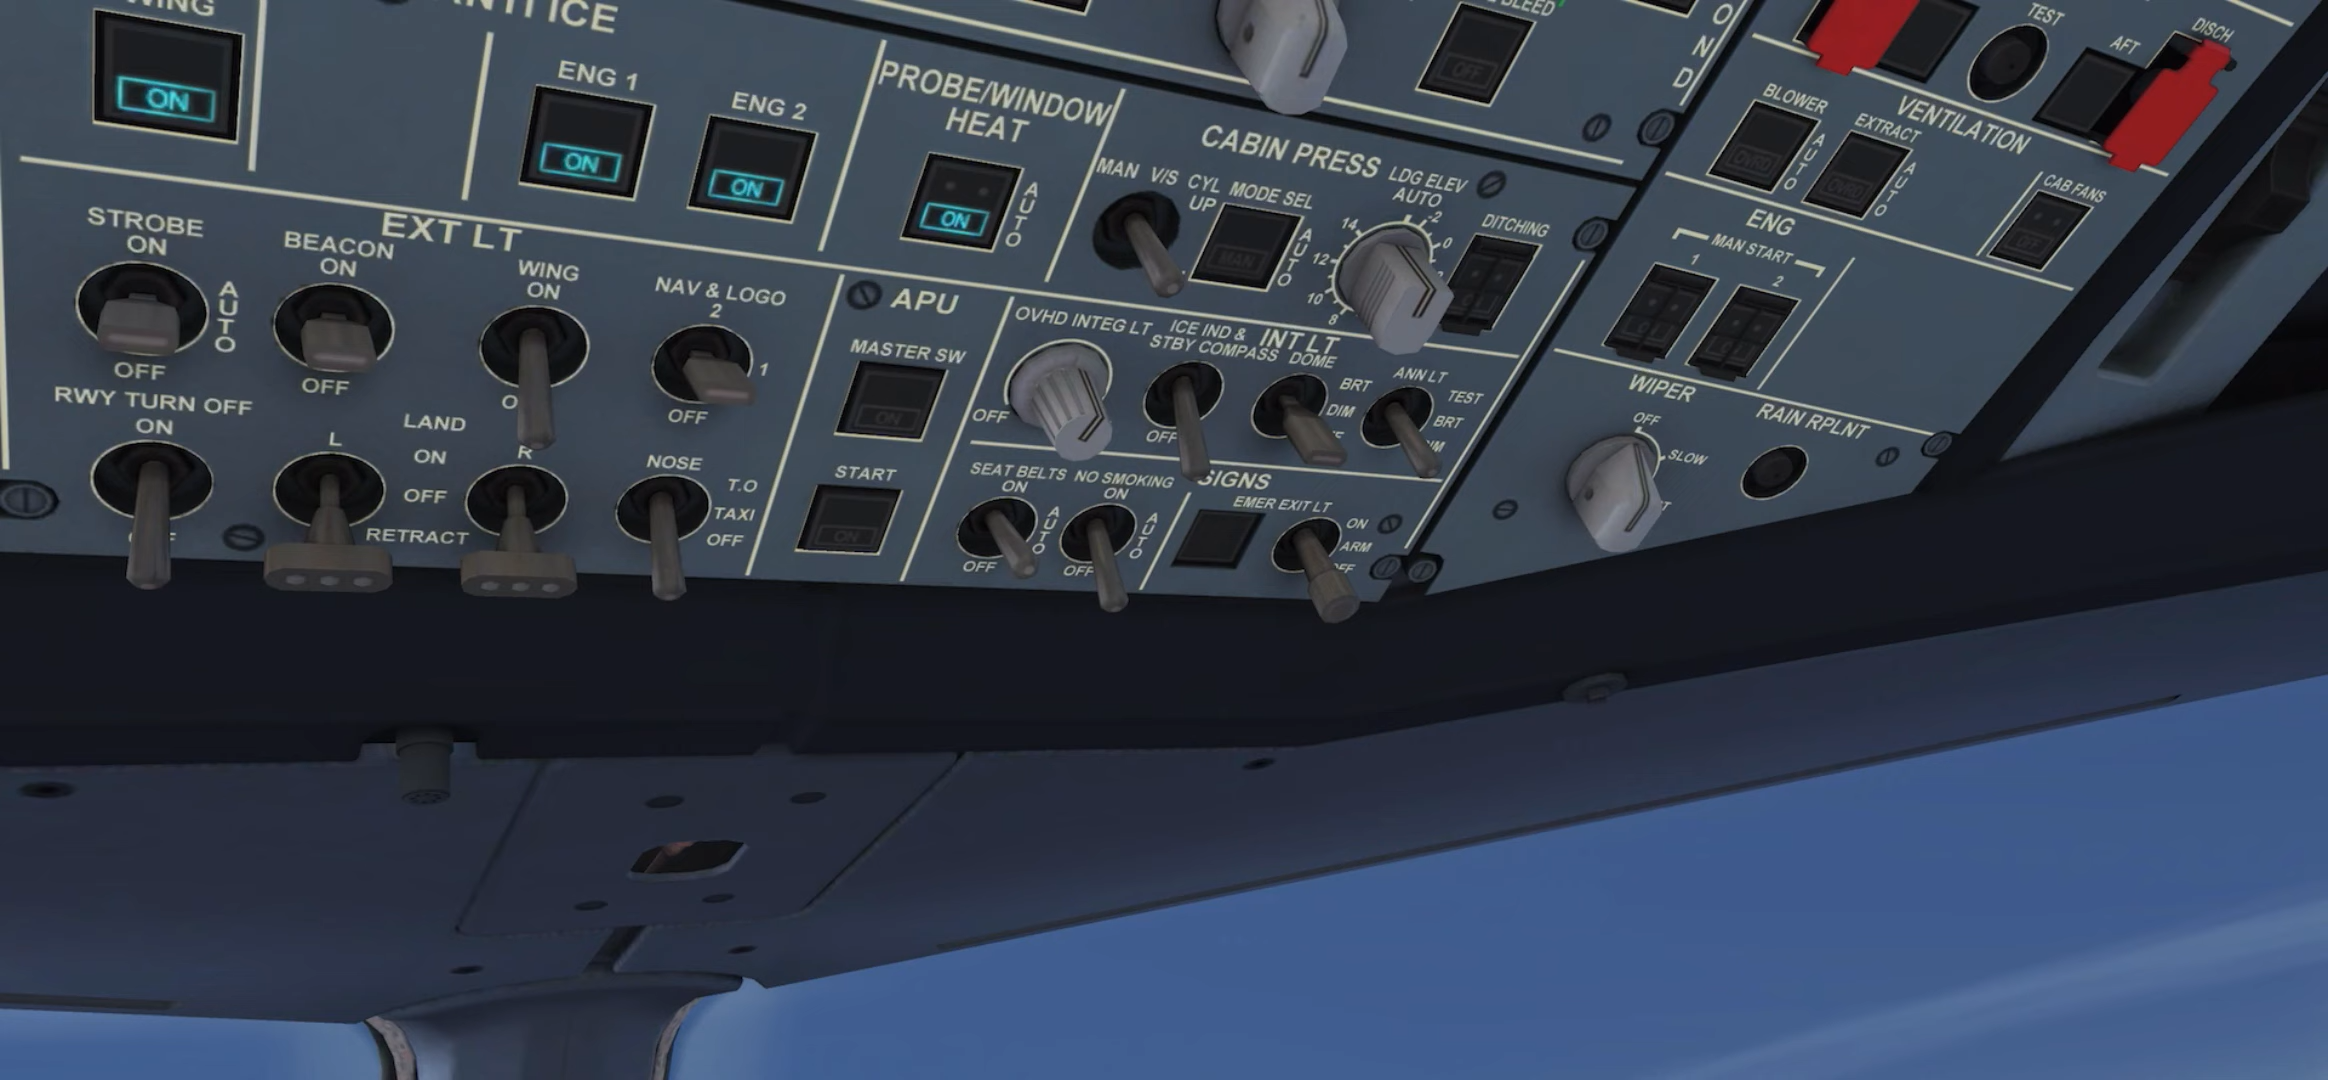 WING
ANTI ICE
ON
ENG 1
ON
ENG 2
ON
PROBE/WINDOW
HEAT
ON
AUTO
BLEED
OFF
OND
TEST
AFT
DISCH
BLOWER
OVRD
AUTO
EXTRACT
OVRD
AUTO
VENTILATION
CAB FANS
OFF
CABIN PRESS
MAN V/S CYL
UP
MODE SEL
MAN
AUTO
LDG ELEV
AUTO
-2
0
14
12
10
8
DITCHING
ENG
MAN START
1
2
STROBE
ON
AUTO
OFF
EXT LT
BEACON
ON
OFF
WING
ON
NAV & LOGO
2
1
OFF
RWY TURN OFF
ON
LAND
L
R
ON
OFF
RETRACT
NOSE
T.O
TAXI
OFF
APU
MASTER SW
ON
START
ON
OVHD INTEG LT
OFF
ICE IND &
STBY COMPASS
OFF
INT LT
DOME
BRT
DIM
ANN LT
TEST
BRT
SEAT BELTS
ON
AUTO
OFF
NO SMOKING
ON
AUTO
OFF
SIGNS
EMER EXIT LT
ON
ARM
WIPER
OFF
SLOW
RAIN RPLNT